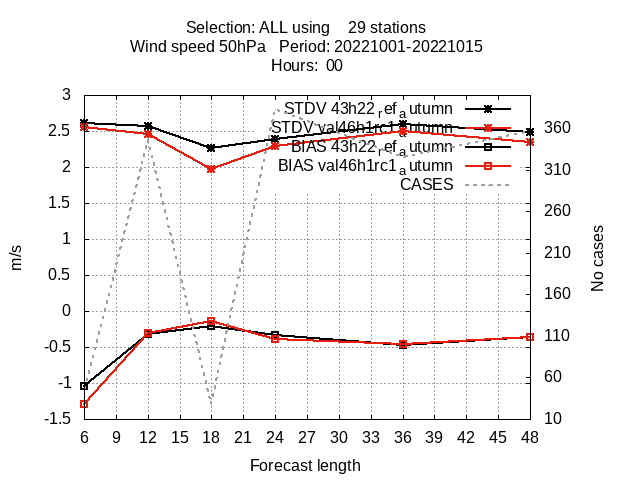 Selection: ALL using 29 stations
Wind speed 50hPa Period: 20221001-20221015
Hours: 00
STDV 43h22_ref_autumn
STDV val46h1rc1_autumn
BIAS 43h22_ref_autumn
BIAS val46h1rc1_autumn
CASES
3
2.5
2
1.5
1
0.5
0
-0.5
-1
-1.5
m/s
360
310
260
210
160
110
60
10
No cases
6 9 12 15 18 21 24 27 30 33 36 39 42 45 48
Forecast length